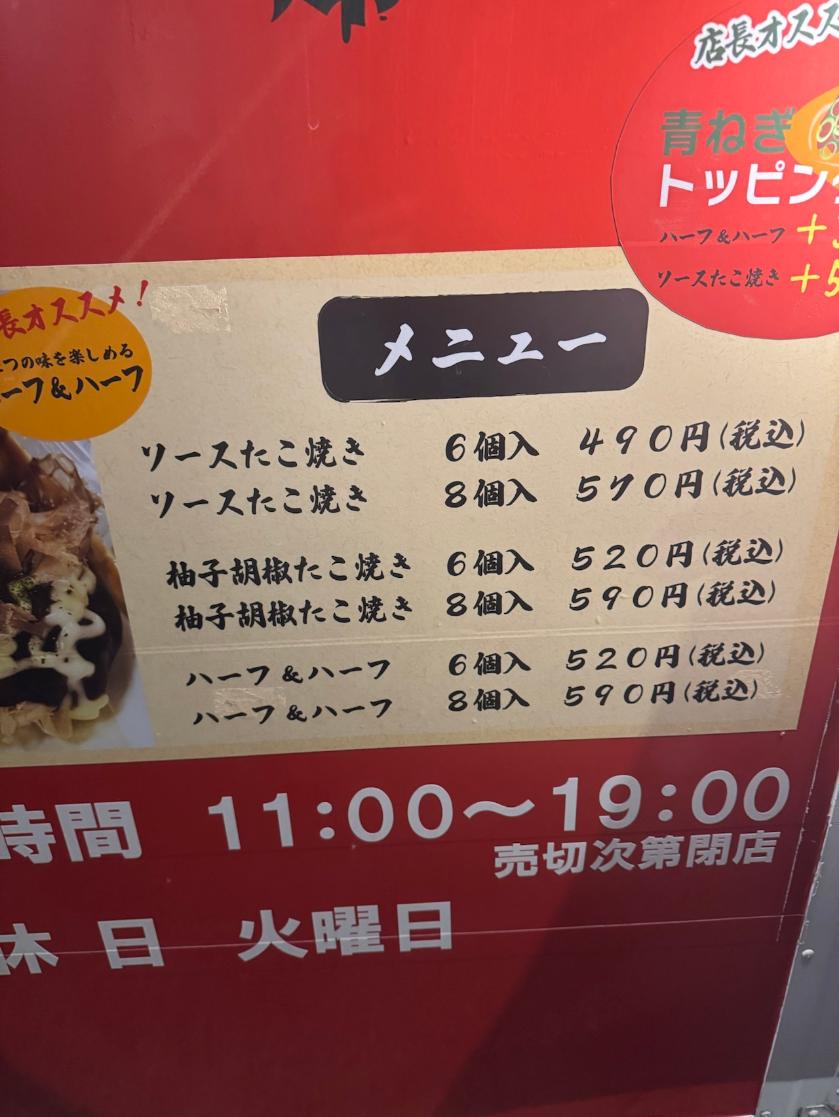 店長オスス
青ねぎ
トッピン
ハーフ&ハーフ +
ソースたこ焼き +5
長オススメ!
つの味を楽しめる
ーフ&ハーフ
メニュー
ソースたこ焼き 6個入 490円(税込)
ソースたこ焼き 8個入 570円(税込)
柚子胡椒たこ焼き 6個入 520円(税込)
柚子胡椒たこ焼き 8個入 590円(税込)
ハーフ&ハーフ 6個入 520円(税込)
ハーフ&ハーフ 8個入 590円(税込)
時間 11:00〜19:00
売切次第閉店
休日 火曜日